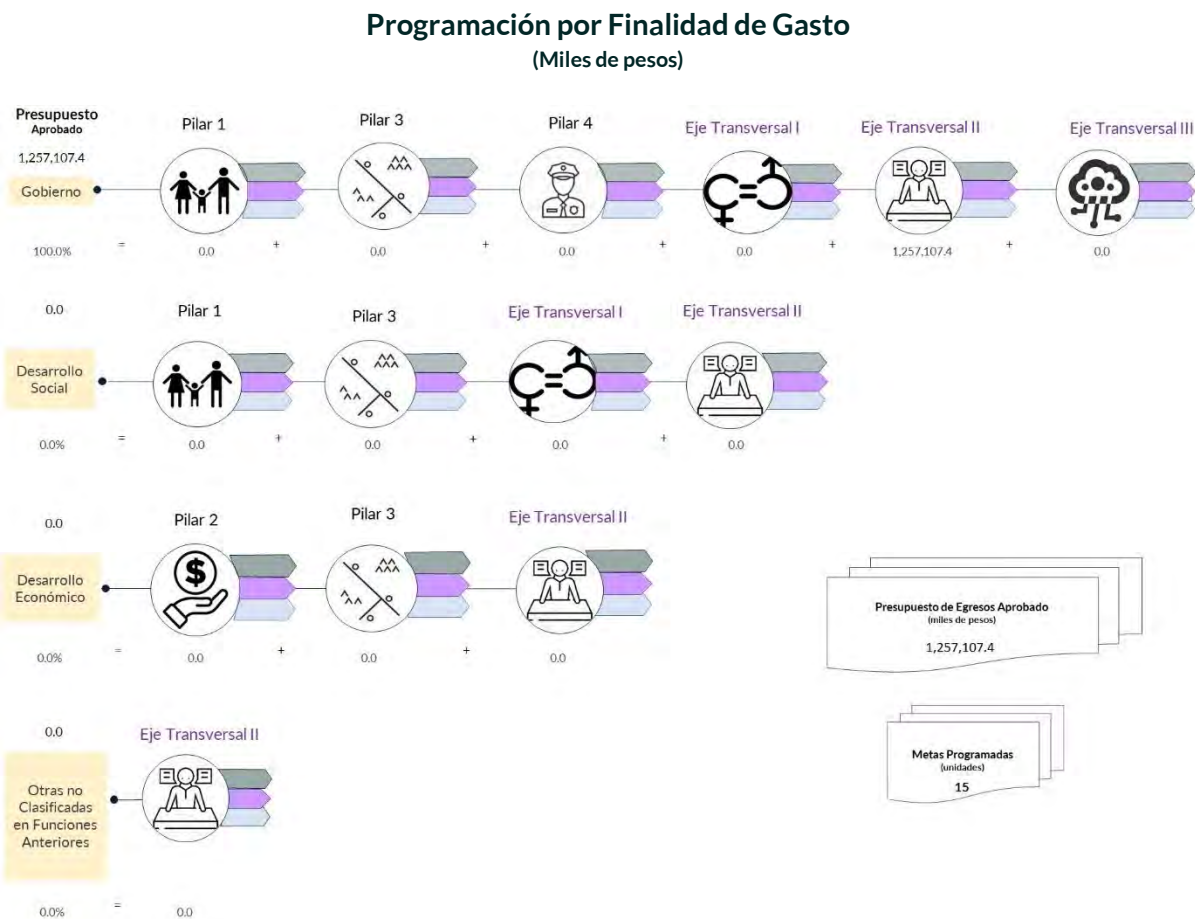 Programación por Finalidad de Gasto
(Miles de pesos)
Presupuesto
Aprobado
1,257,107.4
Gobierno
100.0%
Pilar 1
Pilar 3
Pilar 4
Eje Transversal I
Eje Transversal II
Eje Transversal III
= 0.0 + 0.0 + 0.0 + 0.0 + 1,257,107.4 + 0.0
0.0
Desarrollo
Social
0.0%
Pilar 1
Pilar 3
Eje Transversal I
Eje Transversal II
= 0.0 + 0.0 + 0.0 + 0.0
0.0
Desarrollo
Económico
0.0%
Pilar 2
Pilar 3
Eje Transversal II
$
= 0.0 + 0.0 + 0.0
Presupuesto de Egresos Aprobado
(miles de pesos)
1,257,107.4
Metas Programadas
(unidades)
15
0.0
Otras no
Clasificadas
en Funciones
Anteriores
0.0%
Eje Transversal II
= 0.0